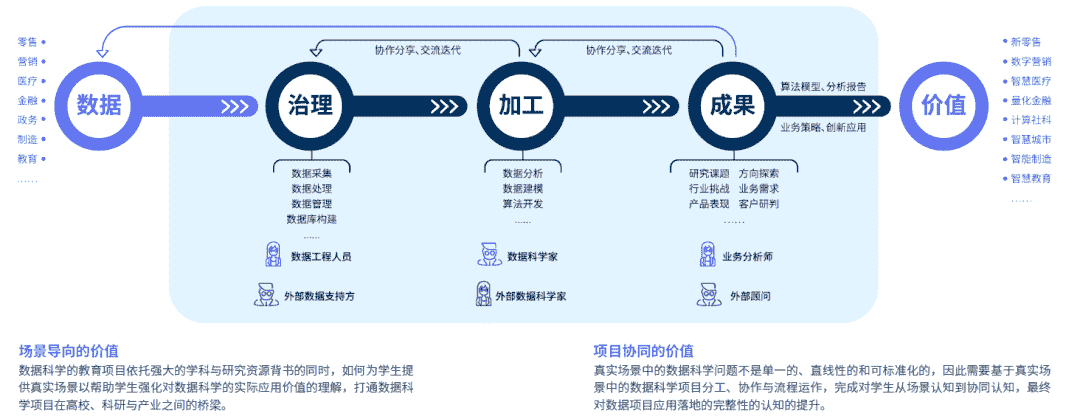 零售
营销
医疗
金融
政务
制造
教育
......
数据
治理
加工
成果
价值
协作分享、交流迭代
协作分享、交流迭代
算法模型、分析报告
业务策略、创新应用
数据采集
数据处理
数据管理
数据库构建
......
数据工程人员
外部数据支持方
数据分析
数据建模
算法开发
......
数据科学家
外部数据科学家
研究课题 方向探索
行业挑战 业务需求
产品表现 客户研判
......
业务分析师
外部顾问
新零售
数字营销
智慧医疗
量化金融
计算社科
智慧城市
智能制造
智慧教育
......
场景导向的价值
数据科学的教育项目依托强大的学科与研究资源背书的同时，如何为学生提
供真实场景以帮助学生强化对数据科学的实际应用价值的理解，打通数据科
学项目在高校、科研与产业之间的桥梁。
项目协同的价值
真实场景中的数据科学问题不是单一的、直线性的和可标准化的，因此需要基于真实场
景中的数据科学项目分工、协作与流程运作，完成对学生从场景认知到协同认知，最终
对数据项目应用落地的完整性的认知的提升。